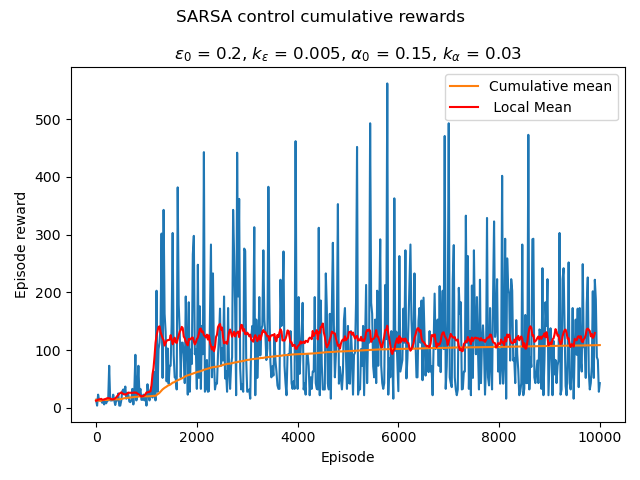 SARSA control cumulative rewards
ε₀ = 0.2, kε = 0.005, α₀ = 0.15, kα = 0.03
Cumulative mean
Local Mean
Episode reward
500
400
300
200
100
0
0 2000 4000 6000 8000 10000
Episode